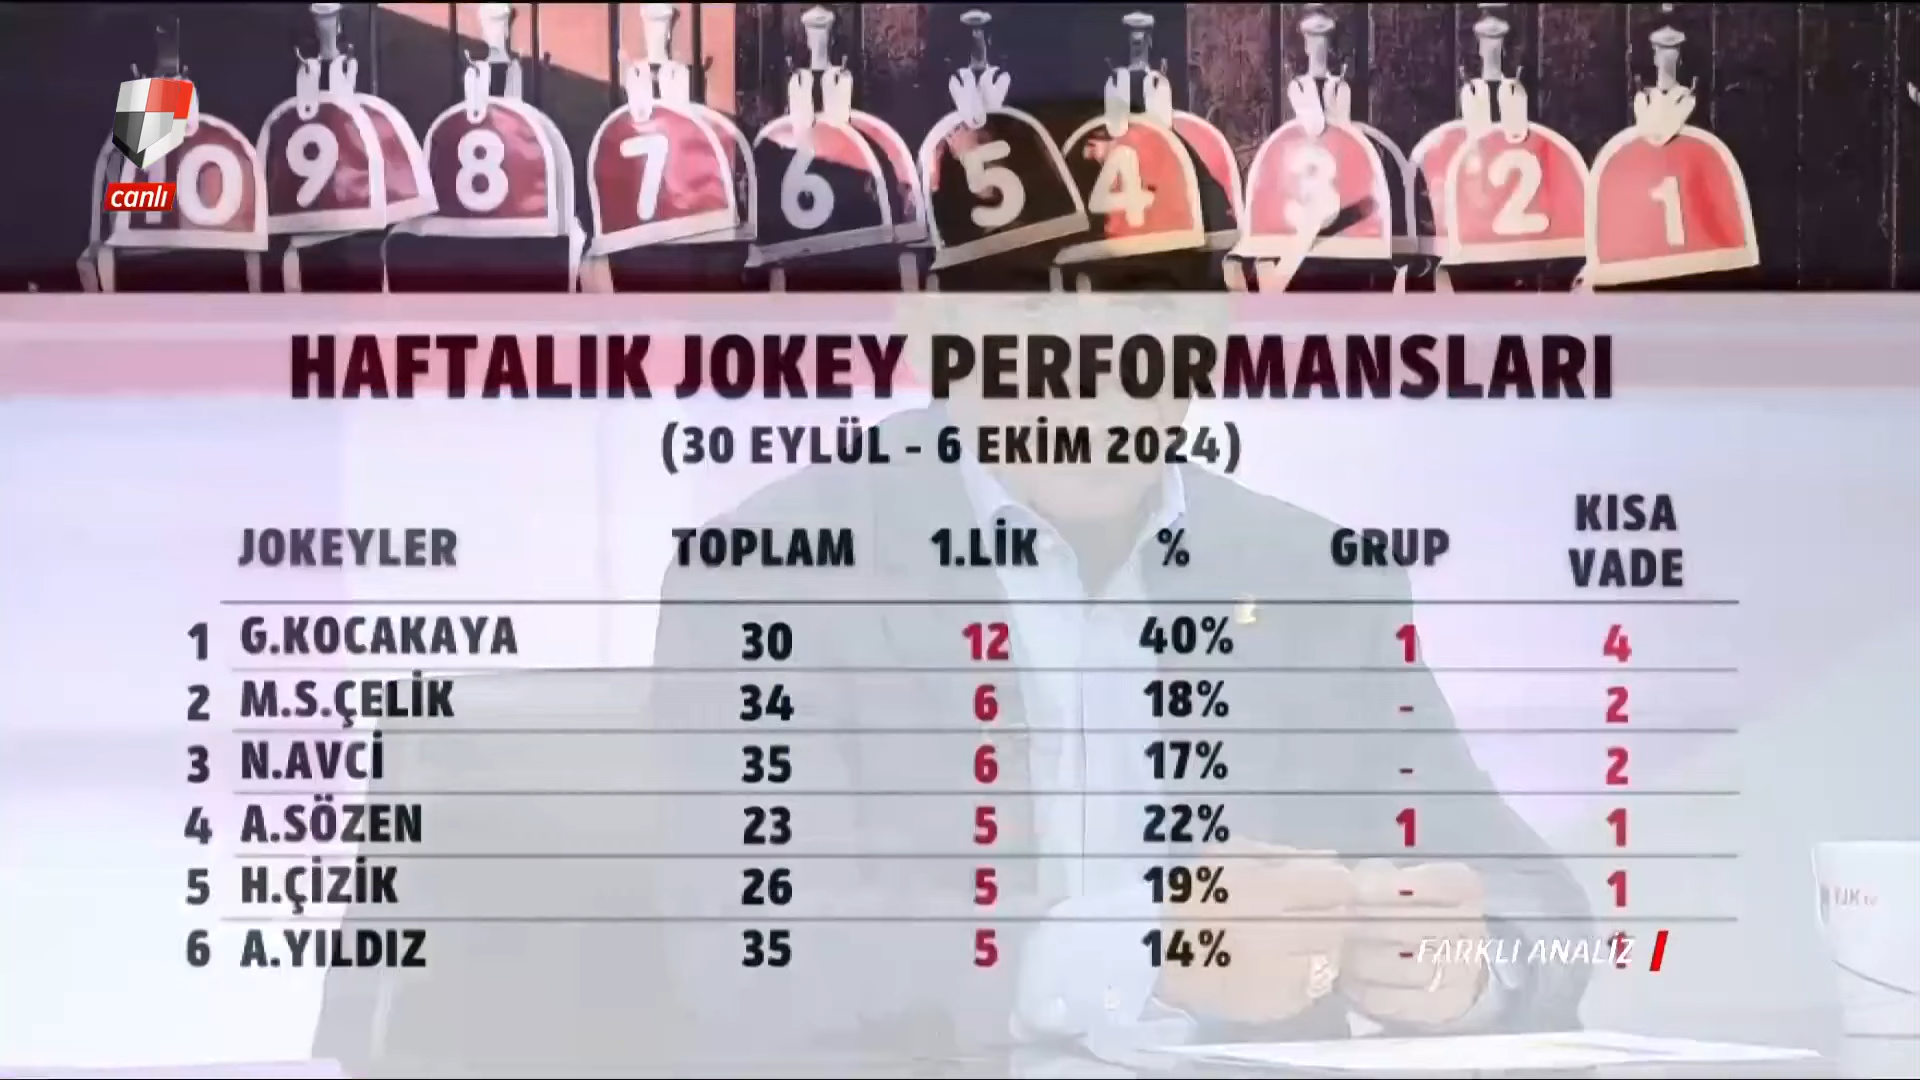 10 9 8 7 6 5 4 3 2 1
canlı
HAFTALIK JOKEY PERFORMANSLARI
(30 EYLÜL - 6 EKİM 2024)
JOKEYLER TOPLAM 1.LİK % GRUP KISA VADE
1 G.KOCAKAYA 30 12 40% 1 4
2 M.S.ÇELİK 34 6 18% - 2
3 N.AVCİ 35 6 17% - 2
4 A.SÖZEN 23 5 22% 1 1
5 H.ÇİZİK 26 5 19% - 1
6 A.YILDIZ 35 5 14% -
FARKLI ANALİZ